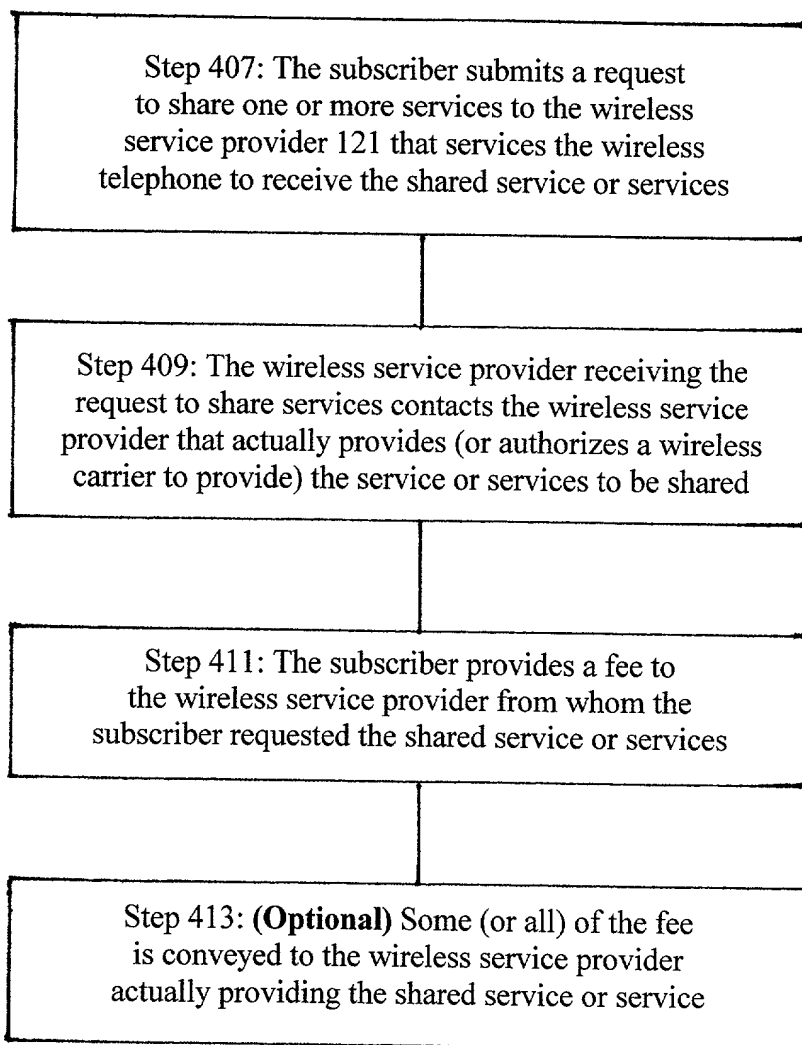 Step 407: The subscriber submits a request
to share one or more services to the wireless
service provider 121 that services the wireless
telephone to receive the shared service or services
Step 409: The wireless service provider receiving the
request to share services contacts the wireless service
provider that actually provides (or authorizes a wireless
carrier to provide) the service or services to be shared
Step 411: The subscriber provides a fee to
the wireless service provider from whom the
subscriber requested the shared service or services
Step 413: (Optional) Some (or all) of the fee
is conveyed to the wireless service provider
actually providing the shared service or service